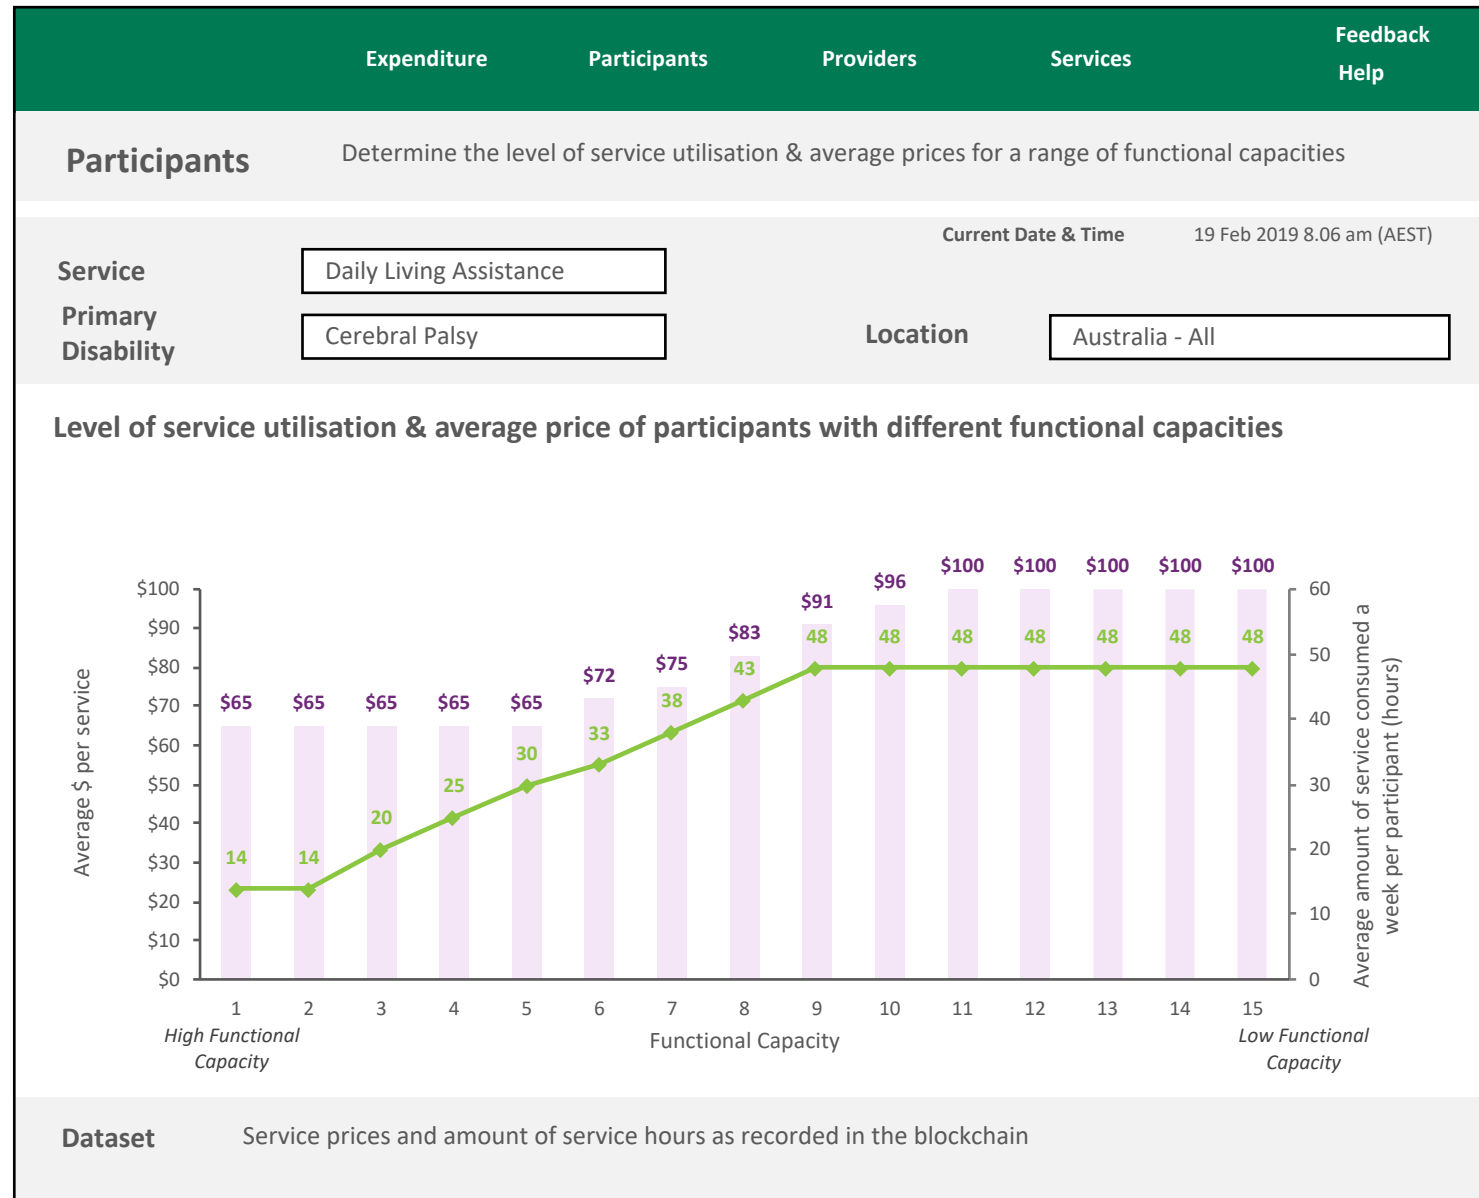 Expenditure Participants Providers Services Feedback
Help
Participants Determine the level of service utilisation & average prices for a range of functional capacities
Current Date & Time 19 Feb 2019 8.06 am (AEST)
Service Daily Living Assistance
Primary
Disability
Cerebral Palsy
Location Australia - All
Level of service utilisation & average price of participants with different functional capacities
Average $ per service
$100
$90
$80
$70
$60
$50
$40
$30
$20
$10
$0
$65 $65 $65 $65 $65 $72 $75 $83 $91 $96 $100 $100 $100 $100 $100
14 14 20 25 30 33 38 43 48 48 48 48 48 48 48
60
50
40
30
20
10
0
Average amount of service consumed a
week per participant (hours)
1 2 3 4 5 6 7 8 9 10 11 12 13 14 15
High Functional
Capacity
Functional Capacity
Low Functional
Capacity
Dataset Service prices and amount of service hours as recorded in the blockchain